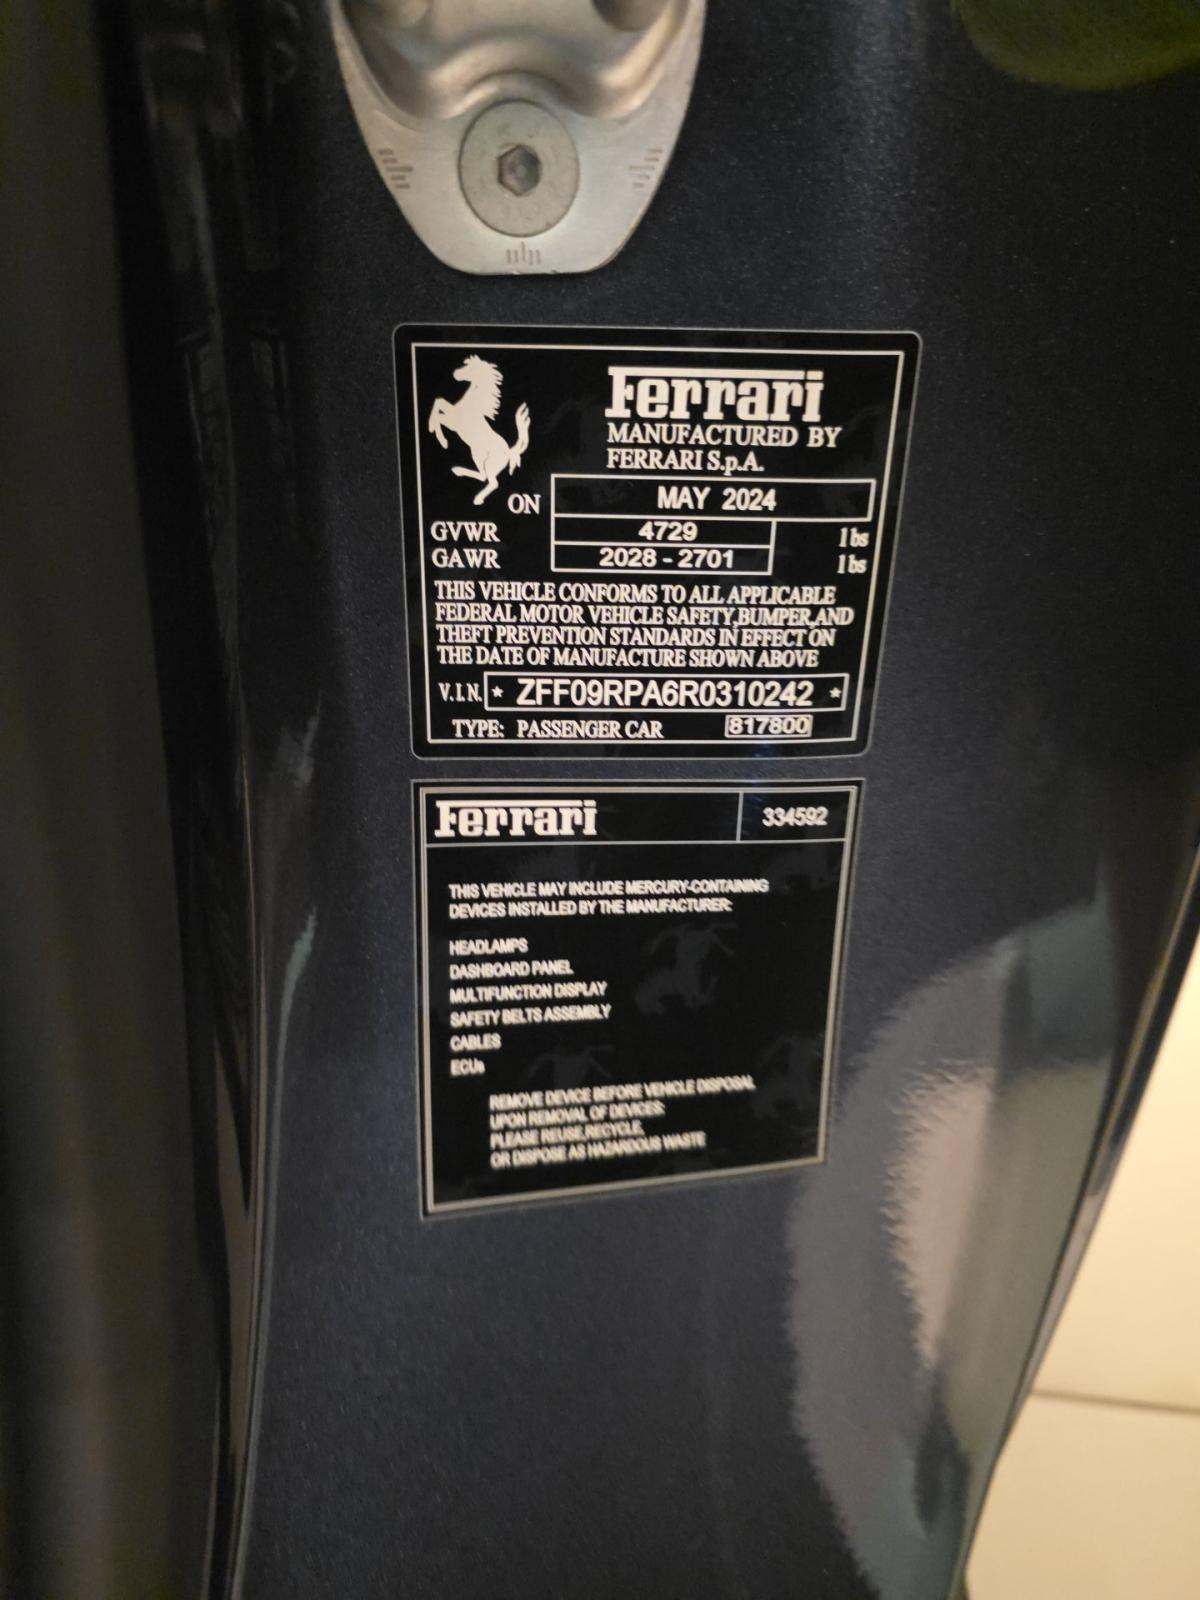 Ferrari
MANUFACTURED BY
FERRARI S.p.A.
ON MAY 2024
GVWR 4729 lbs
GAWR 2028 - 2701 lbs
THIS VEHICLE CONFORMS TO ALL APPLICABLE
FEDERAL MOTOR VEHICLE SAFETY,BUMPER,AND
THEFT PREVENTION STANDARDS IN EFFECT ON
THE DATE OF MANUFACTURE SHOWN ABOVE
V.I.N. * ZFF09RPA6R0310242 *
TYPE: PASSENGER CAR 817800
Ferrari 334592
THIS VEHICLE MAY INCLUDE MERCURY-CONTAINING
DEVICES INSTALLED BY THE MANUFACTURER:
HEADLAMPS
DASHBOARD PANEL
MULTIFUNCTION DISPLAY
SAFETY BELTS ASSEMBLY
CABLES
ECUs
REMOVE DEVICE BEFORE VEHICLE DISPOSAL
UPON REMOVAL OF DEVICES:
PLEASE REUSE,RECYCLE,
OR DISPOSE AS HAZARDOUS WASTE